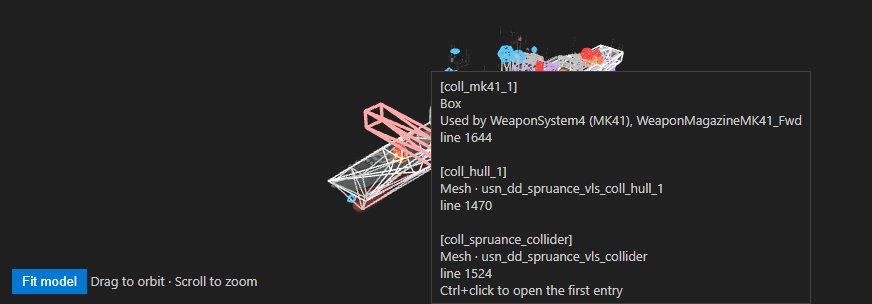 [coll_mk41_1]
Box
Used by WeaponSystem4 (MK41), WeaponMagazineMK41_Fwd
line 1644
[coll_hull_1]
Mesh · usn_dd_spruance_vls_coll_hull_1
line 1470
[coll_spruance_collider]
Mesh · usn_dd_spruance_vls_collider
line 1524
Ctrl+click to open the first entry
Fit model Drag to orbit · Scroll to zoom